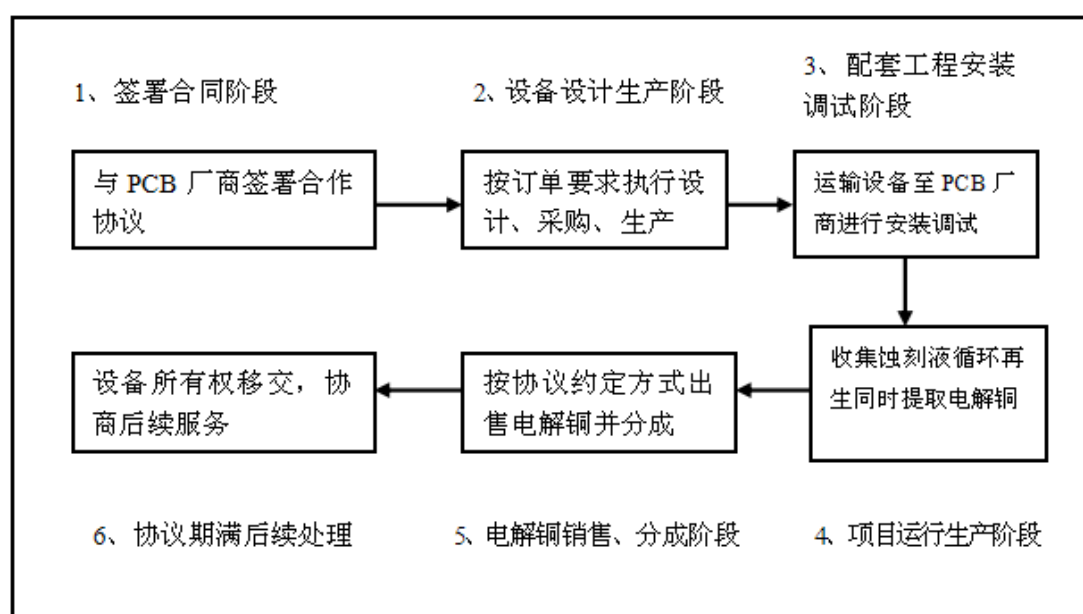 1、签署合同阶段
2、设备设计生产阶段
3、配套工程安装
调试阶段
与 PCB 厂商签署合作
协议
按订单要求执行设
计、采购、生产
运输设备至 PCB 厂
商进行安装调试
收集蚀刻液循环再
生同时提取电解铜
按协议约定方式出
售电解铜并分成
设备所有权移交，协
商后续服务
6、协议期满后续处理
5、电解铜销售、分成阶段
4、项目运行生产阶段